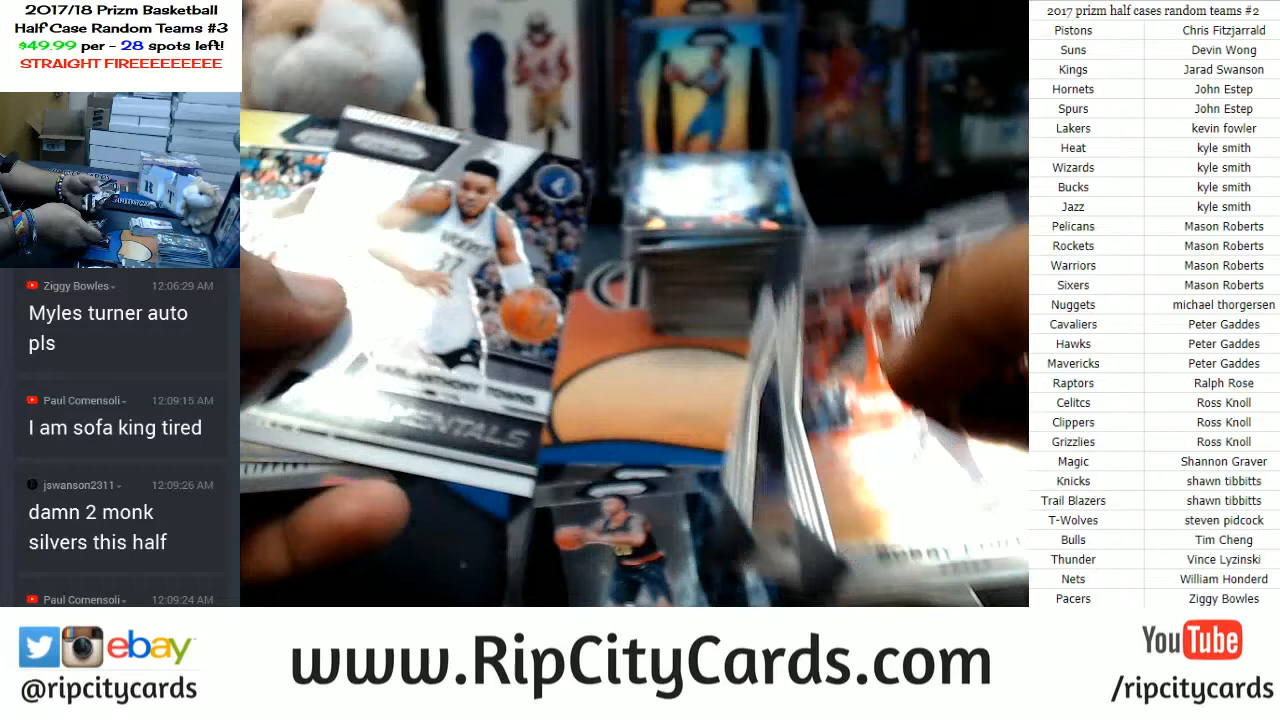 2017/18 Prizm Basketball
Half Case Random Teams #3
$49.99 per - 28 spots left!
STRAIGHT FIREEEEEEEEE
Ziggy Bowles 12:06:29 AM
Myles turner auto
pls
Paul Comensoli 12:09:15 AM
I am sofa king tired
jswanson2311 12:09:26 AM
damn 2 monk
silvers this half
Paul Comensoli 12:09:24 AM
WOLVES
KARL-ANTHONY TOWNS
2017 prizm half cases random teams #2
Pistons Chris Fitzjarrald
Suns Devin Wong
Kings Jarad Swanson
Hornets John Estep
Spurs John Estep
Lakers kevin fowler
Heat kyle smith
Wizards kyle smith
Bucks kyle smith
Jazz kyle smith
Pelicans Mason Roberts
Rockets Mason Roberts
Warriors Mason Roberts
Sixers Mason Roberts
Nuggets michael thorgersen
Cavaliers Peter Gaddes
Hawks Peter Gaddes
Mavericks Peter Gaddes
Raptors Ralph Rose
Celitcs Ross Knoll
Clippers Ross Knoll
Grizzlies Ross Knoll
Magic Shannon Graver
Knicks shawn tibbitts
Trail Blazers shawn tibbitts
T-Wolves steven pidcock
Bulls Tim Cheng
Thunder Vince Lyzinski
Nets William Honderd
Pacers Ziggy Bowles
ebay
@ripcitycards
www.RipCityCards.com
YouTube
/ripcitycards